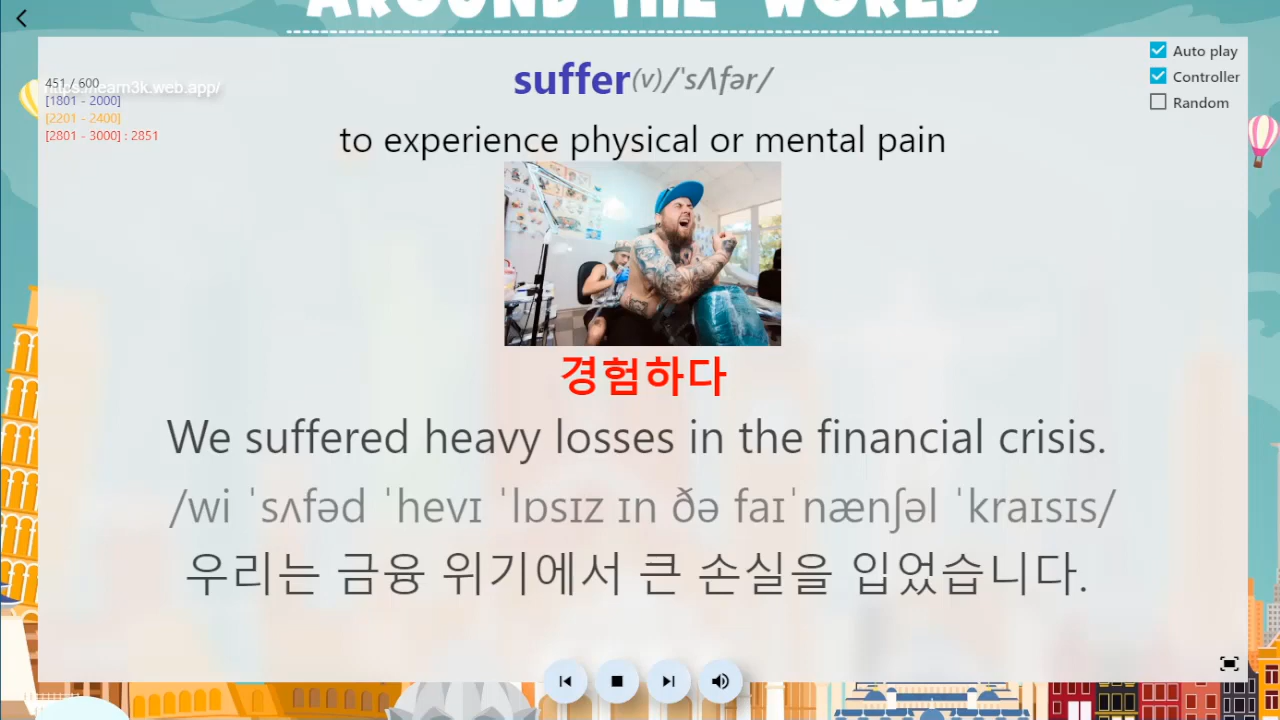 AROUND THE WORLD
451 / 600
https://team3k.web.app/
[1801 - 2000]
[2201 - 2400]
[2801 - 3000] : 2851
Auto play
Controller
Random
suffer(v)/ˈsΛfər/
to experience physical or mental pain
경험하다
We suffered heavy losses in the financial crisis.
/wi ˈsʌfəd ˈhevɪ ˈlɒsɪz ɪn ðə faɪˈnænʃəl ˈkraɪsɪs/
우리는 금융 위기에서 큰 손실을 입었습니다.